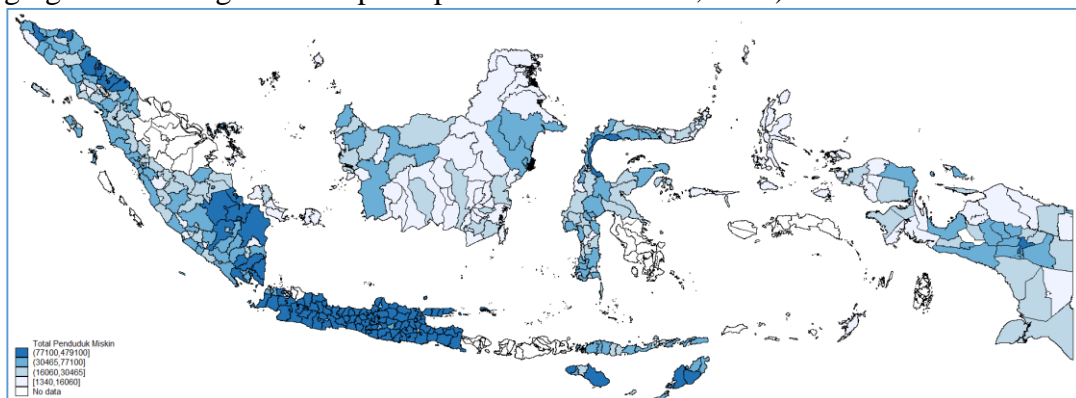 Total Penduduk Miskin
(77100,479100]
(30465,77100]
(16060,30465]
[1340,16060]
No data